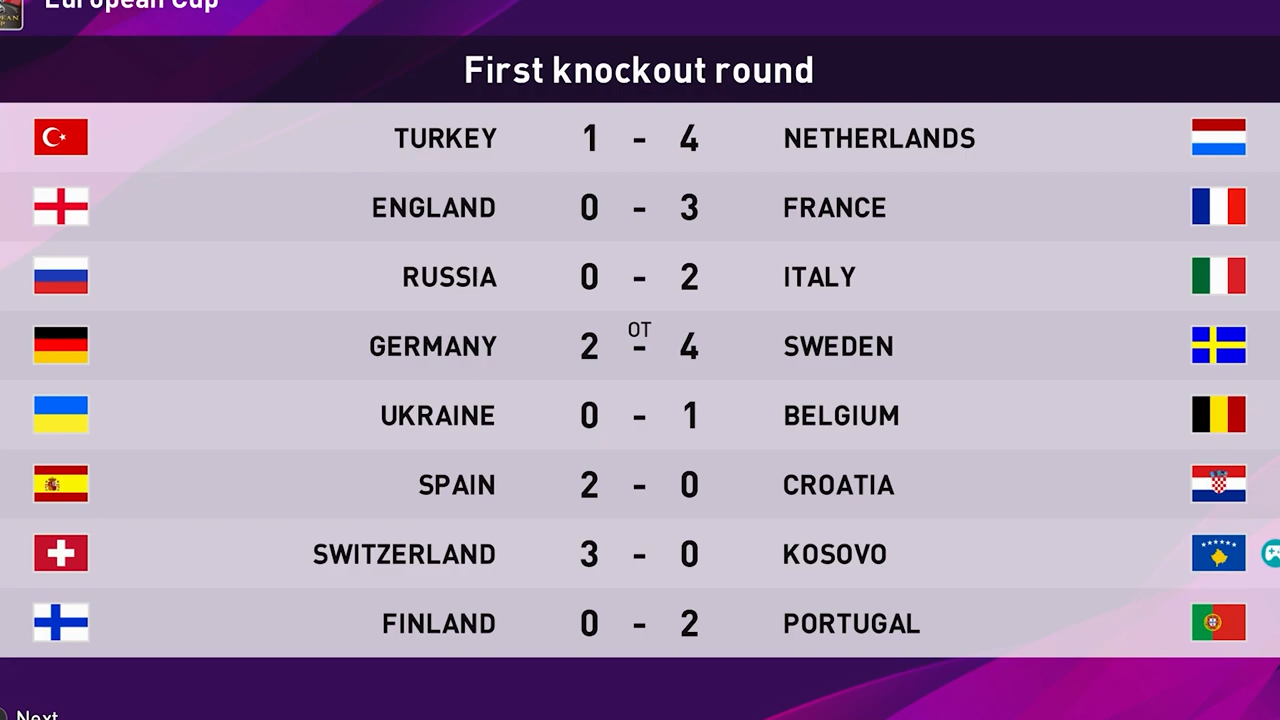 European Cup
First knockout round
TURKEY 1 - 4 NETHERLANDS
ENGLAND 0 - 3 FRANCE
RUSSIA 0 - 2 ITALY
OT
GERMANY 2 - 4 SWEDEN
UKRAINE 0 - 1 BELGIUM
SPAIN 2 - 0 CROATIA
SWITZERLAND 3 - 0 KOSOVO
FINLAND 0 - 2 PORTUGAL
Next